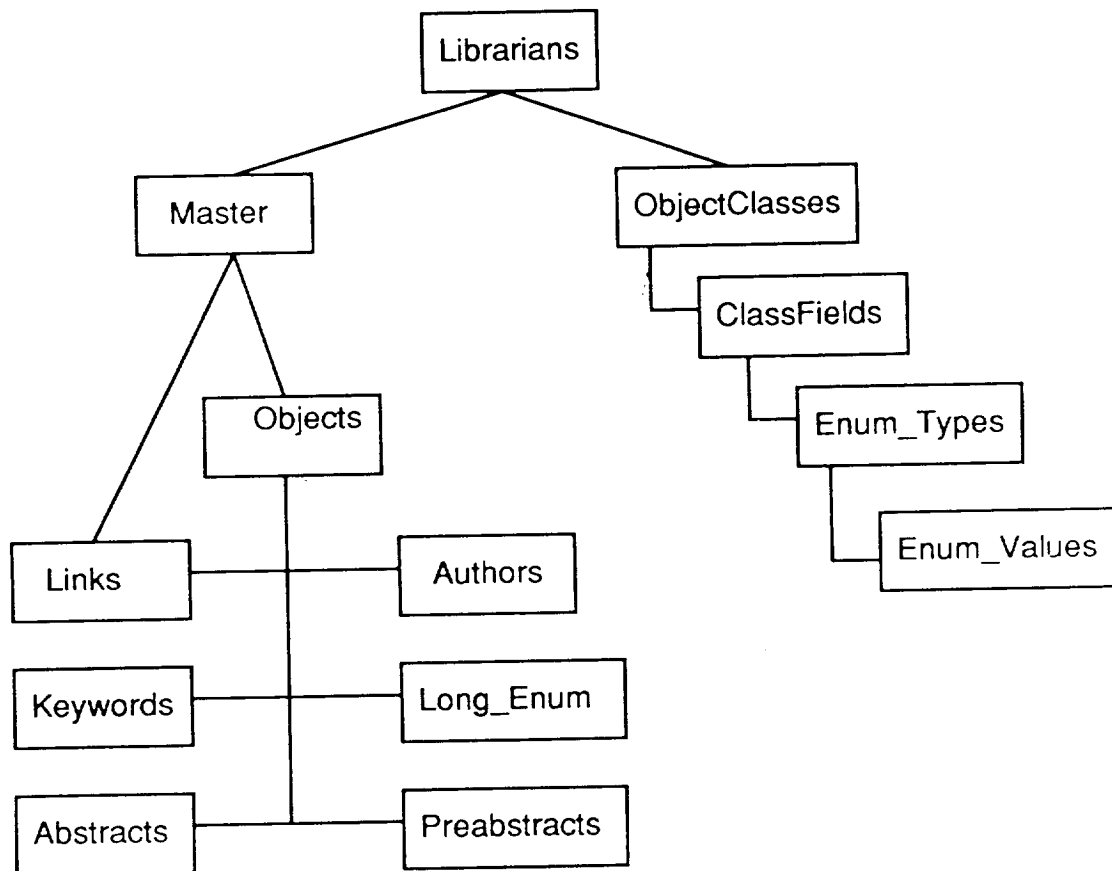 Librarians
Master
ObjectClasses
ClassFields
Objects
Enum_Types
Enum_Values
Links
Authors
Keywords
Long_Enum
Abstracts
Preabstracts